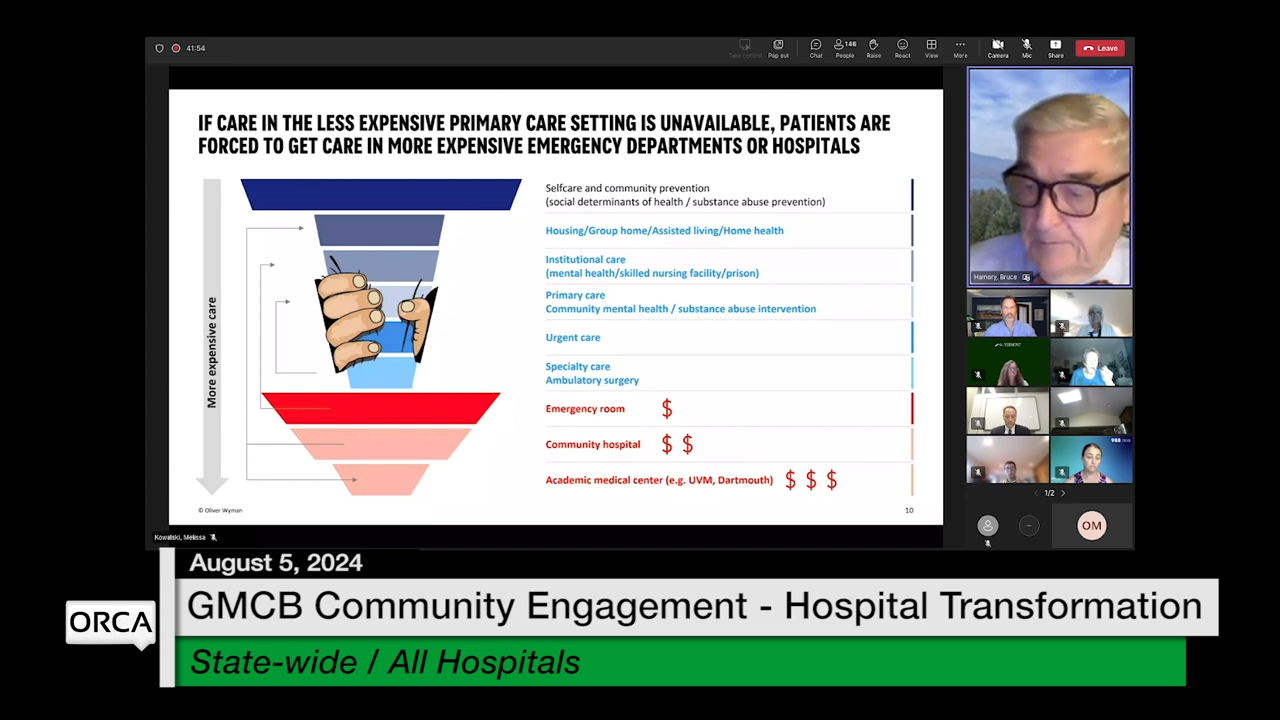 41:54
Take control
Pop out
Chat
146
People
Raise
React
View
More
Camera
Mic
Share
Leave
IF CARE IN THE LESS EXPENSIVE PRIMARY CARE SETTING IS UNAVAILABLE, PATIENTS ARE
FORCED TO GET CARE IN MORE EXPENSIVE EMERGENCY DEPARTMENTS OR HOSPITALS
More expensive care
Selfcare and community prevention
(social determinants of health / substance abuse prevention)
Housing/Group home/Assisted living/Home health
Institutional care
(mental health/skilled nursing facility/prison)
Primary care
Community mental health / substance abuse intervention
Urgent care
Specialty care
Ambulatory surgery
Emergency room $
Community hospital $ $
Academic medical center (e.g. UVM, Dartmouth) $ $ $
© Oliver Wyman
10
Hamory, Bruce
VERMONT
988
1/2
OM
Kowalski, Melissa
August 5, 2024
ORCA
GMCB Community Engagement - Hospital Transformation
State-wide / All Hospitals